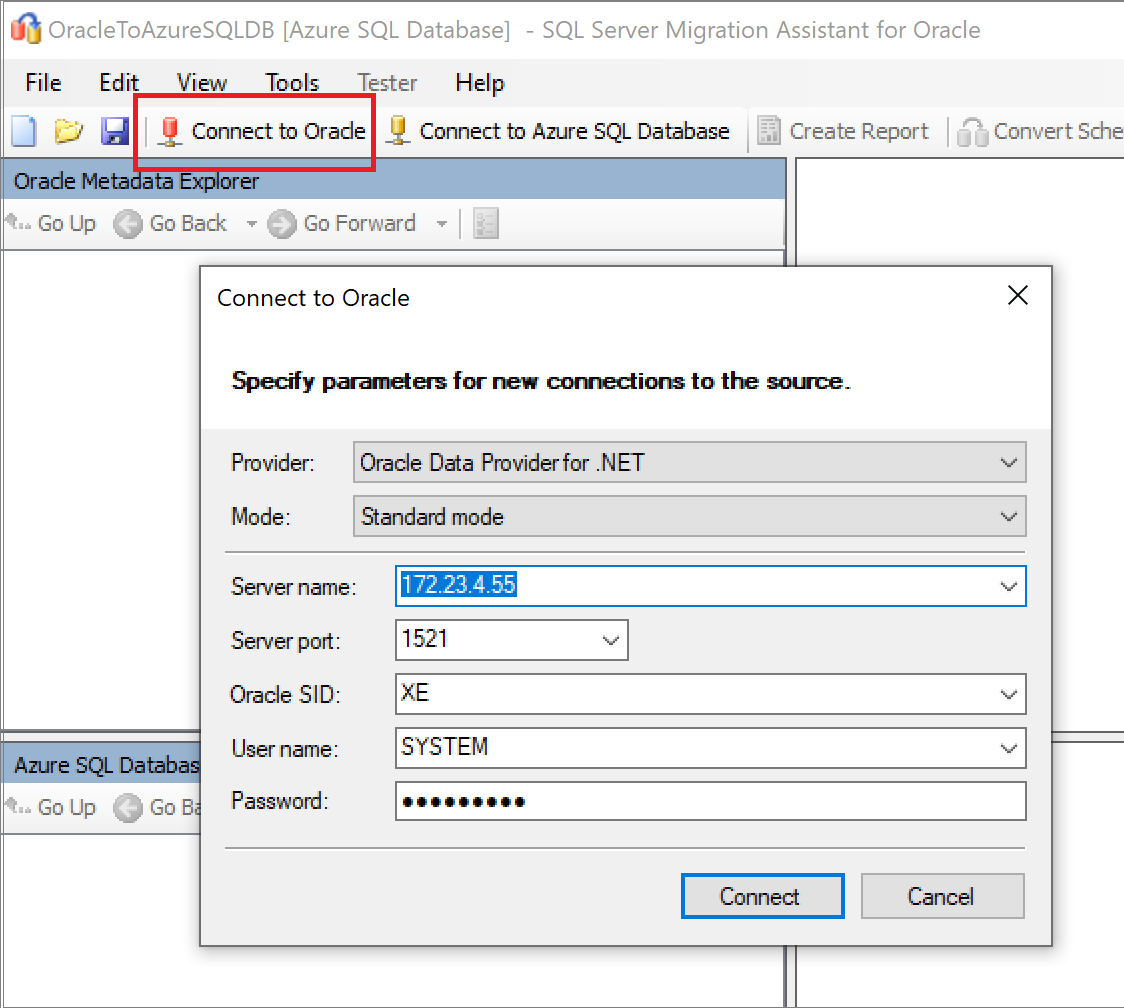 OracleToAzureSQLDB [Azure SQL Database] - SQL Server Migration Assistant for Oracle
File Edit View Tools Tester Help
Connect to Oracle Connect to Azure SQL Database Create Report Convert Sche
Oracle Metadata Explorer
Go Up Go Back Go Forward
Connect to Oracle
Specify parameters for new connections to the source.
Provider: Oracle Data Provider for .NET
Mode: Standard mode
Server name: 172.23.4.55
Server port: 1521
Oracle SID: XE
User name: SYSTEM
Azure SQL Databas
Password: ●●●●●●●●●
Go Up Go Ba
Connect Cancel